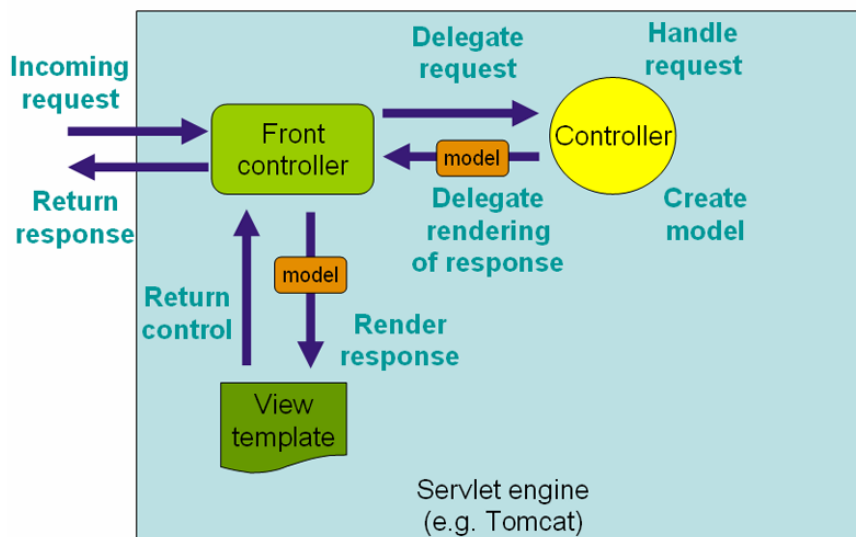 Incoming
request
Delegate
request
Handle
request
Front
controller
model
Controller
Return
response
Delegate
rendering
of response
Create
model
model
Return
control
Render
response
View
template
Servlet engine
(e.g. Tomcat)